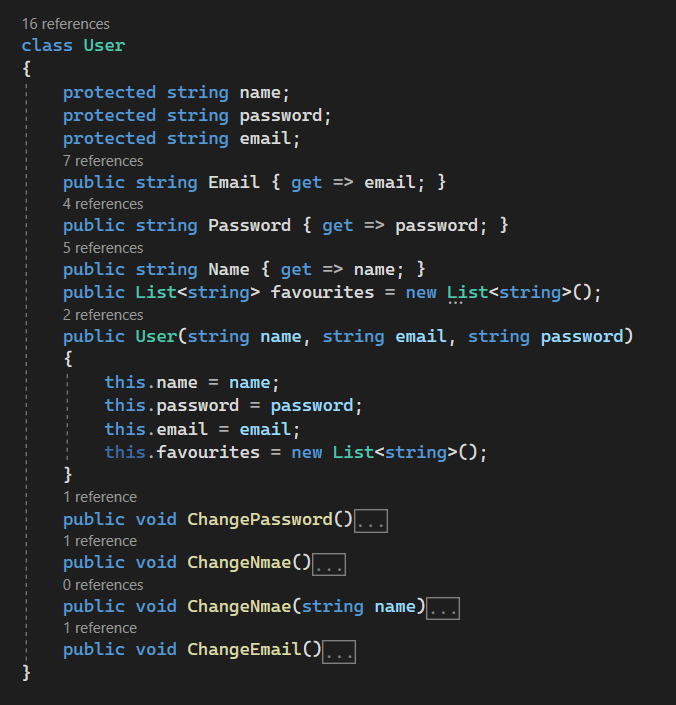 16 references
class User
{
protected string name;
protected string password;
protected string email;
7 references
public string Email { get => email; }
4 references
public string Password { get => password; }
5 references
public string Name { get => name; }
public List<string> favourites = new List<string>();
2 references
public User(string name, string email, string password)
{
this.name = name;
this.password = password;
this.email = email;
this.favourites = new List<string>();
}
1 reference
public void ChangePassword()...
1 reference
public void ChangeNmae()...
0 references
public void ChangeNmae(string name)...
1 reference
public void ChangeEmail()...
}